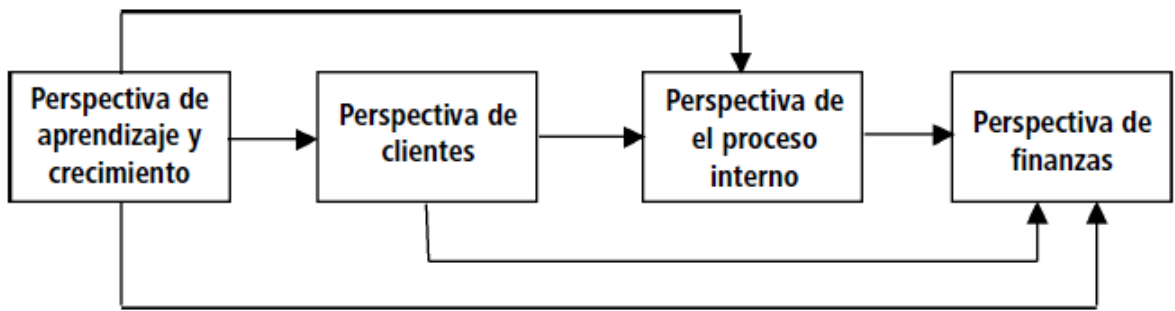 Perspectiva de
aprendizaje y
crecimiento
Perspectiva de
clientes
Perspectiva de
el proceso
interno
Perspectiva de
finanzas